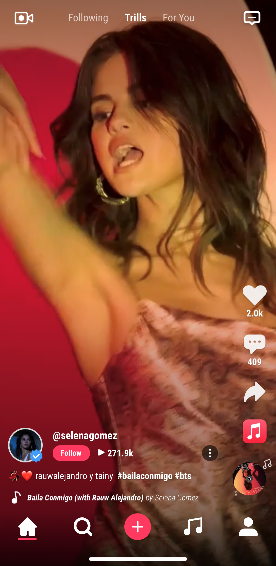 Following Trills For You
2.0k
409
@selenagomez
Follow 271.9k
rauwalejandro y tainy #bailaconmigo #bts
Baila Conmigo (with Rauw Alejandro) by Selena Gomez